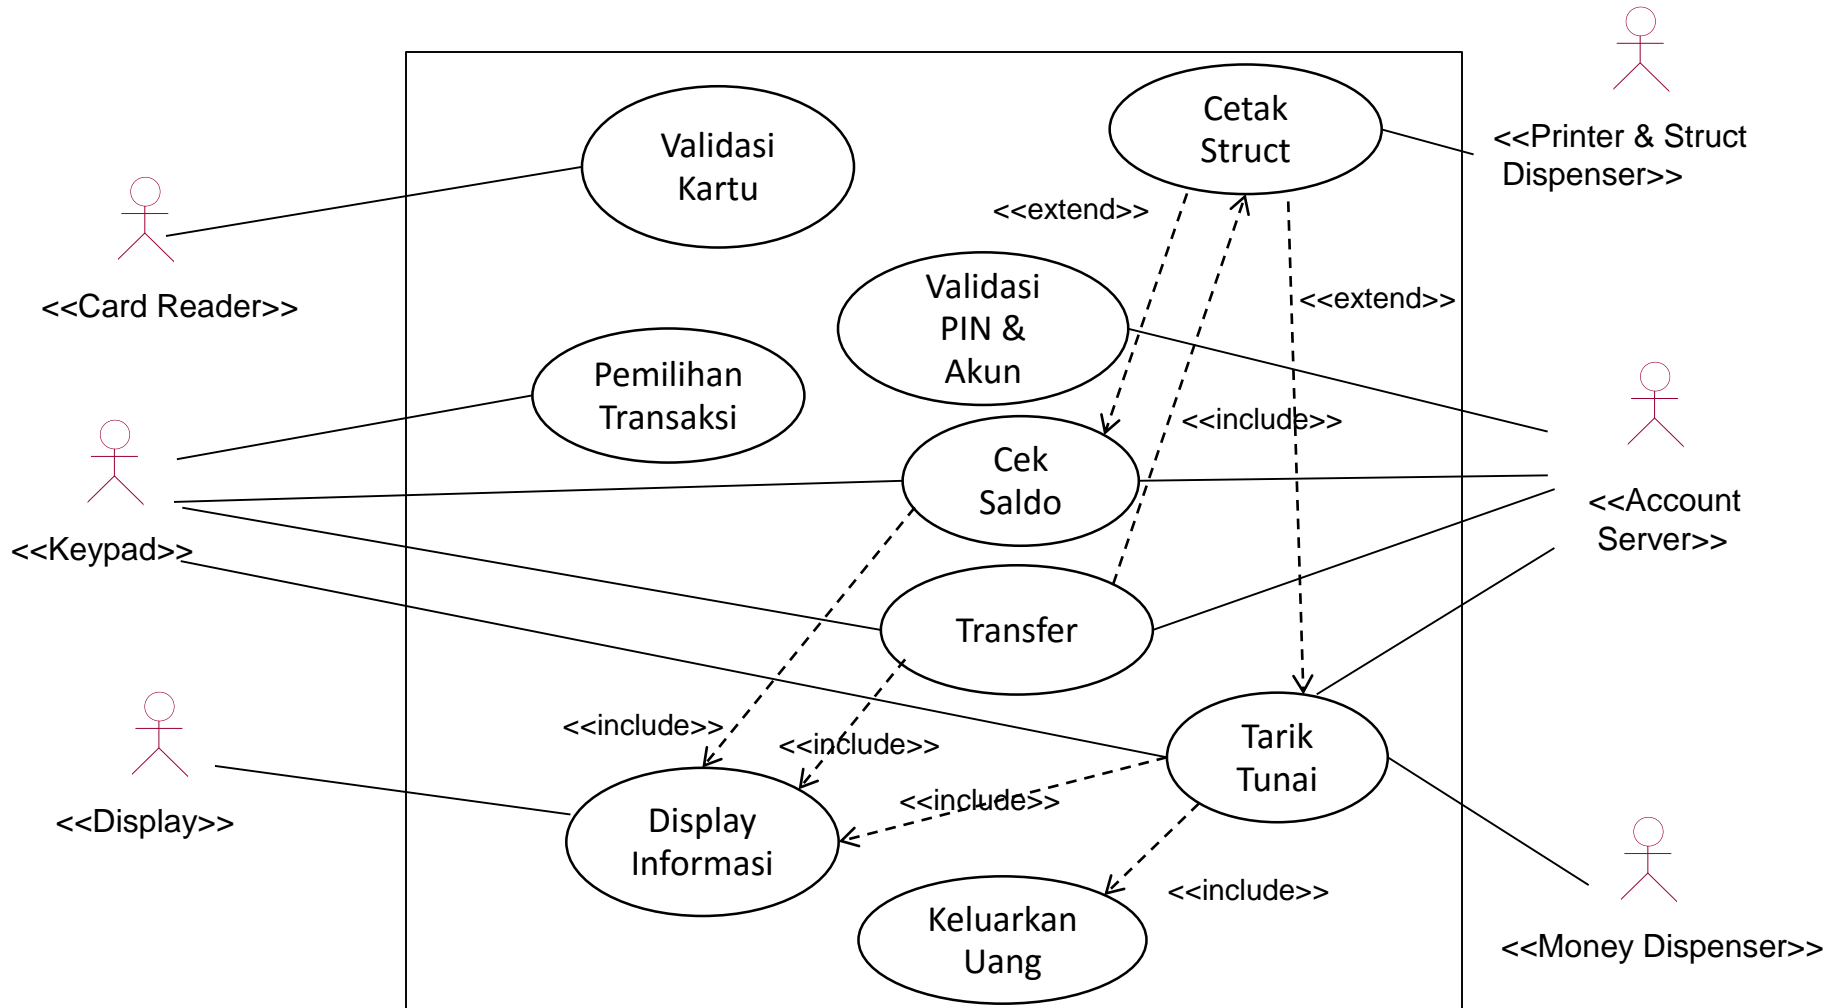 Cetak
Struct
<<Printer & Struct
Dispenser>>
Validasi
Kartu
<<extend>>
<<Card Reader>>
Validasi
PIN &
Akun
<<extend>>
Pemilihan
Transaksi
<<include>>
Cek
Saldo
<<Keypad>>
<<Account
Server>>
Transfer
<<include>>
<<include>>
<<include>>
Tarik
Tunai
<<Display>>
Display
Informasi
<<include>>
Keluarkan
Uang
<<Money Dispenser>>